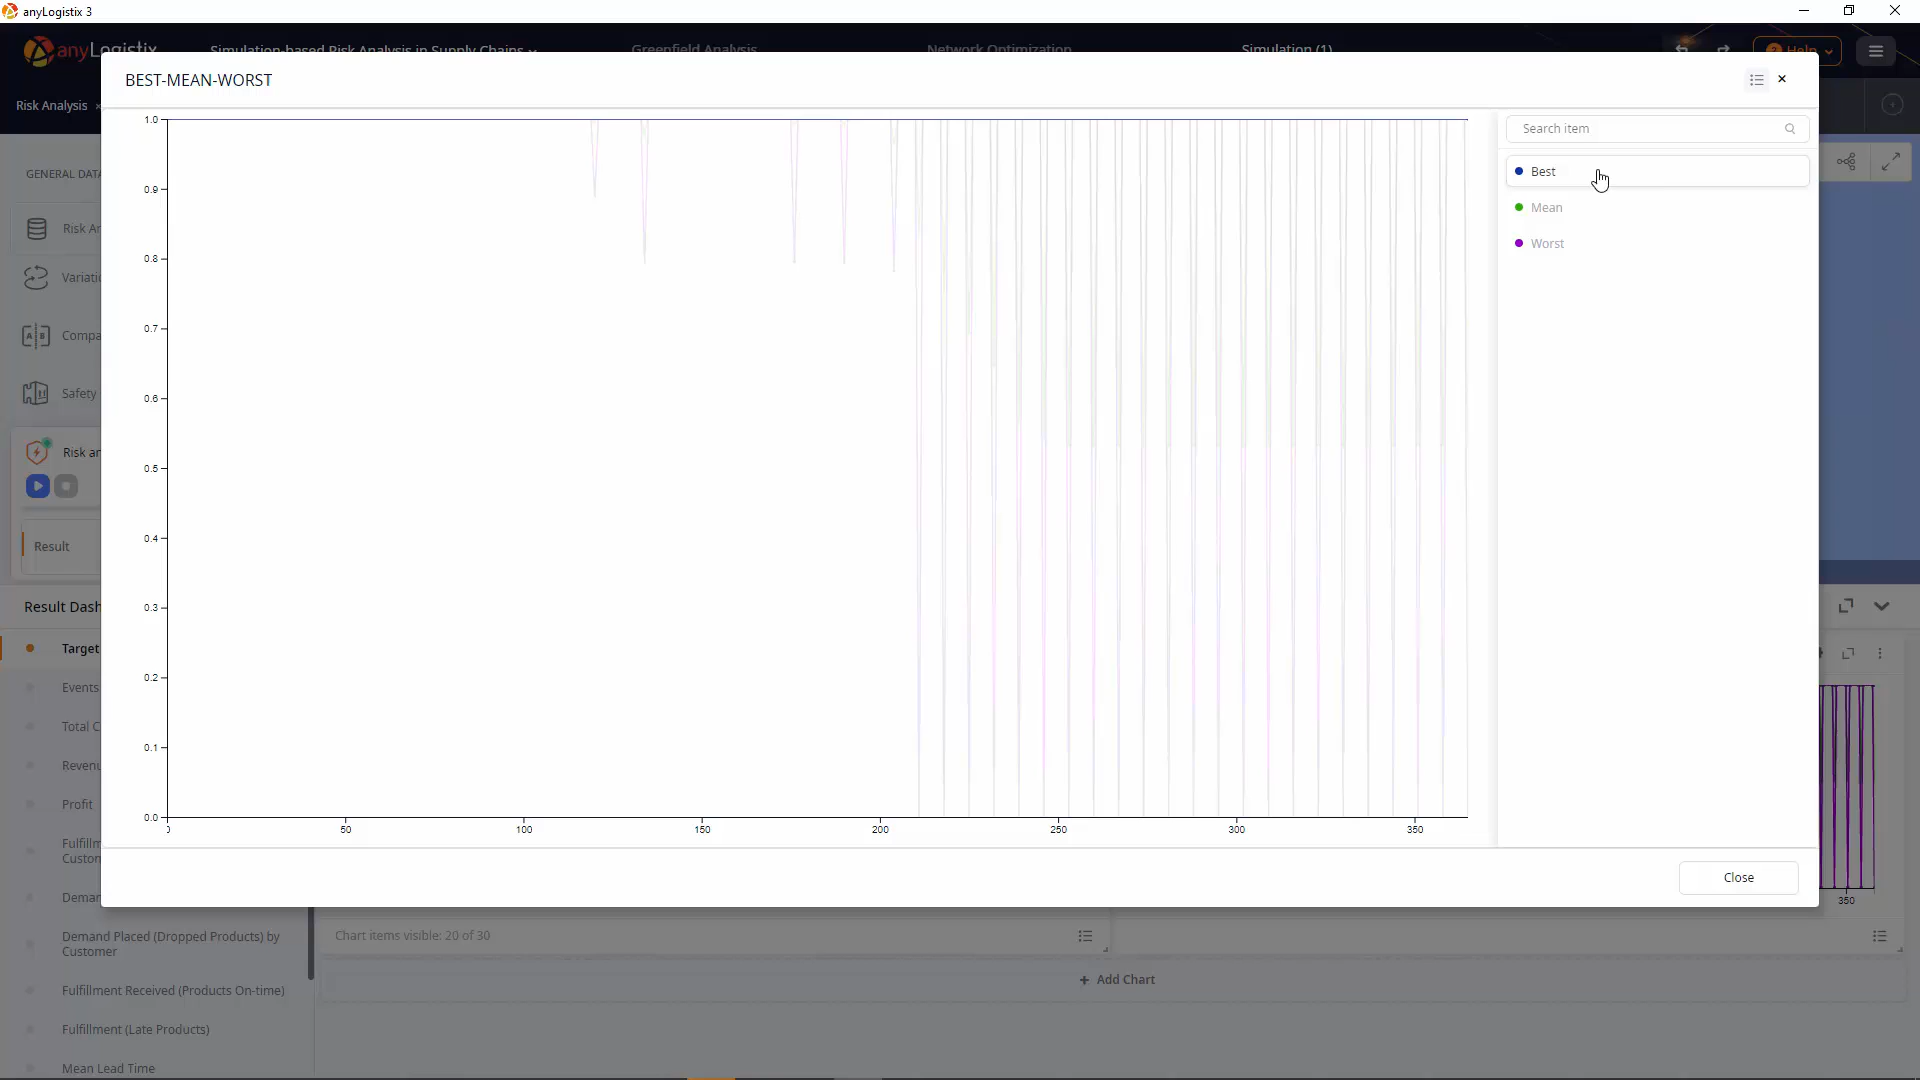 anyLogistix 3
anyLogistix
Simulation-based Risk Analysis in Supply Chains
Greenfield Analysis
Network Optimization
Simulation (1)
Help
BEST-MEAN-WORST
Risk Analysis
Search item
Best
Mean
Worst
GENERAL DATA
Risk Ar
Variatio
Compa
Safety
Risk ar
Result
Result Dash
Target
Events
Total C
Revenu
Profit
Fulfillm
Custom
Deman
Demand Placed (Dropped Products) by
Customer
Fulfillment Received (Products On-time)
Fulfillment (Late Products)
Mean Lead Time
1.0
0.9
0.8
0.7
0.6
0.5
0.4
0.3
0.2
0.1
0.0
50
100
150
200
250
300
350
Close
350
Chart items visible: 20 of 30
+ Add Chart